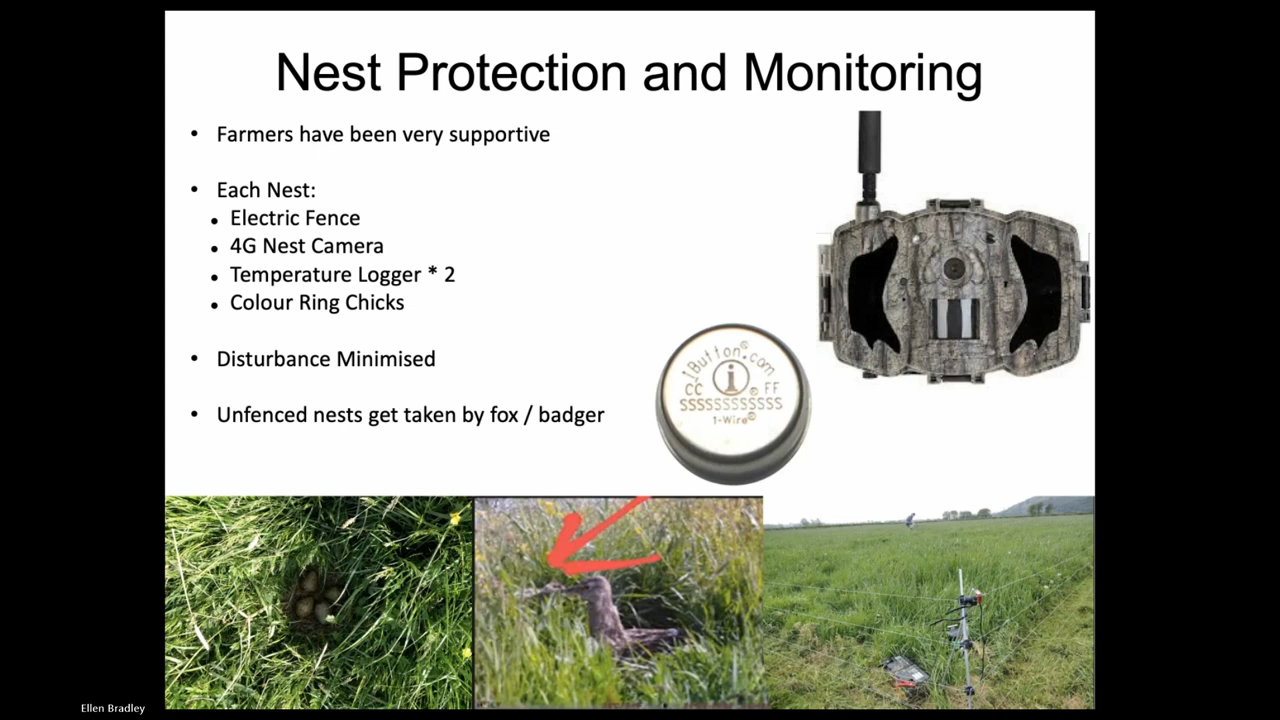 Nest Protection and Monitoring
• Farmers have been very supportive
• Each Nest:
• Electric Fence
• 4G Nest Camera
• Temperature Logger * 2
• Colour Ring Chicks
• Disturbance Minimised
• Unfenced nests get taken by fox / badger
iButton®.com
CC i ® FF
SSSSSSSSSSSS
1-Wire®
Ellen Bradley